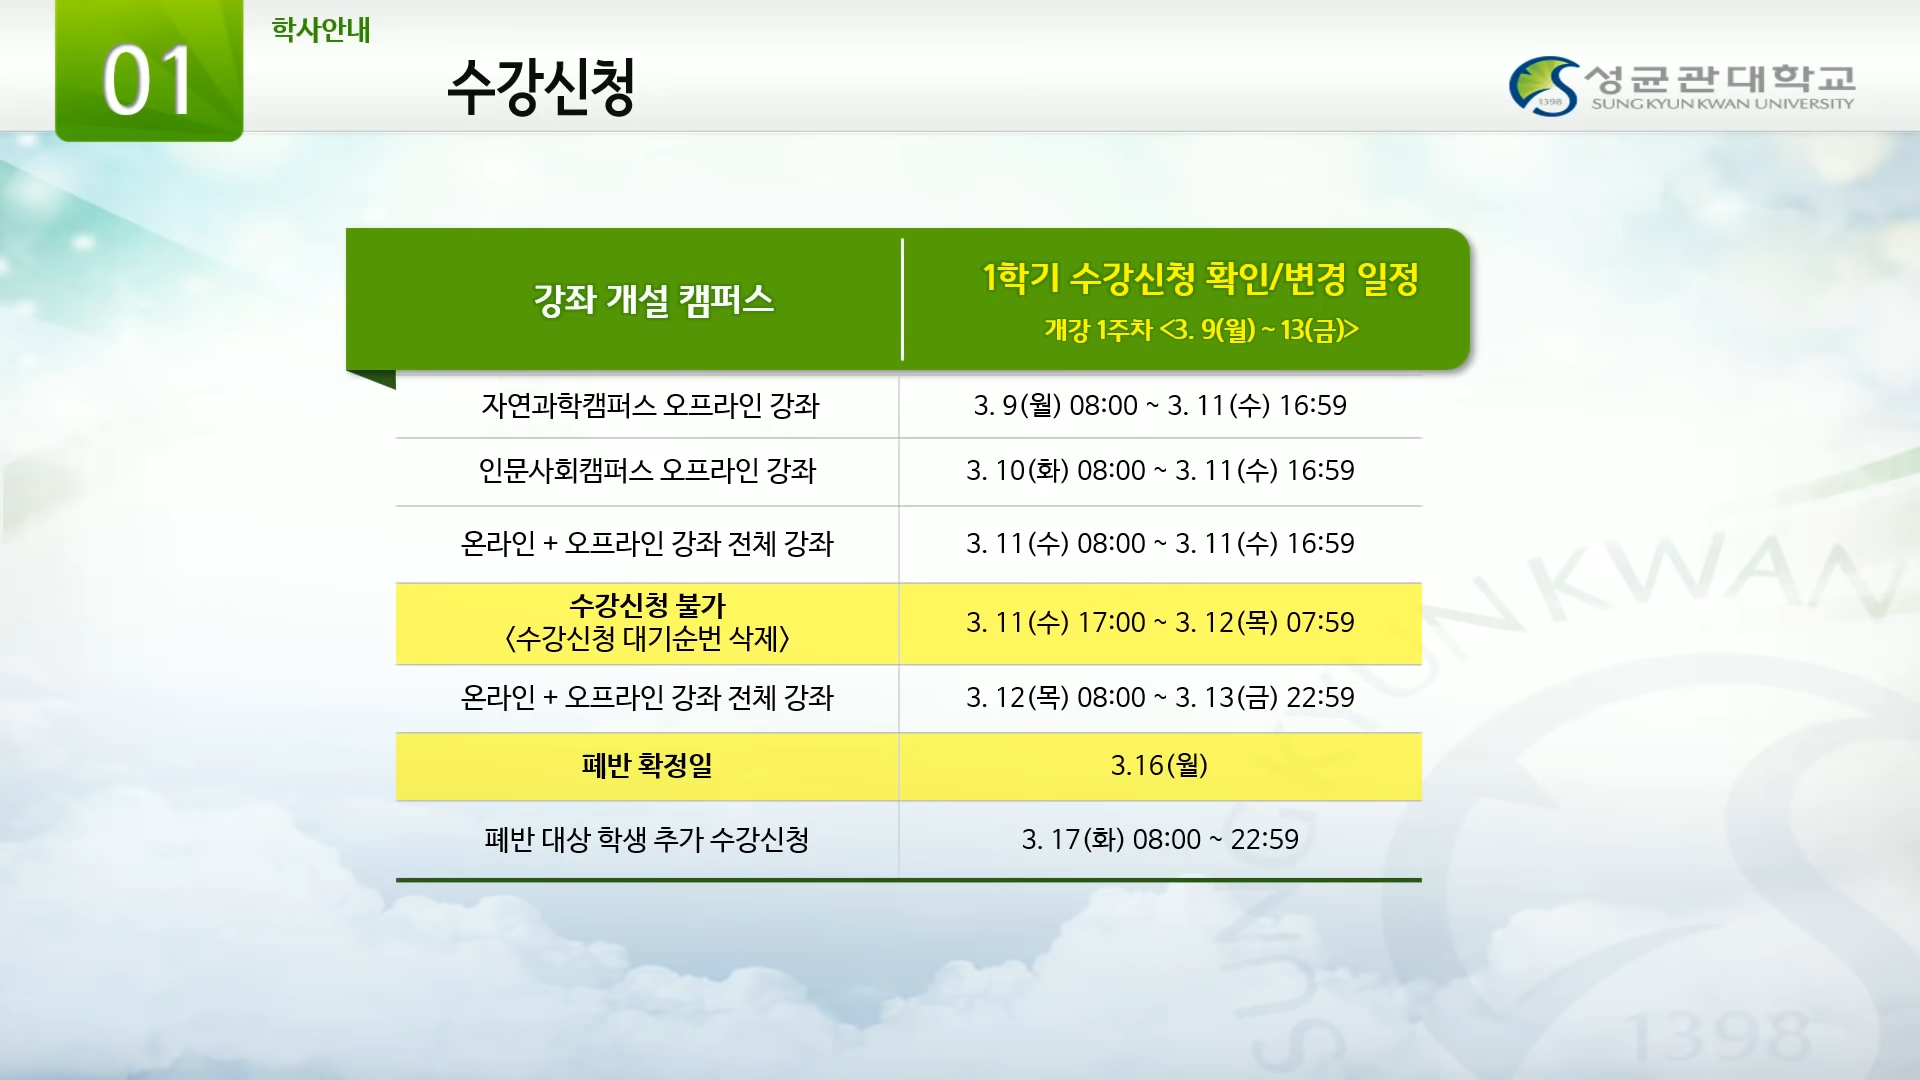 01
학사안내
수강신청
1398
성균관대학교
SUNGKYUNKWAN UNIVERSITY
강좌 개설 캠퍼스
1학기 수강신청 확인/변경 일정
개강 1주차 <3. 9(월) ~ 13(금)>
자연과학캠퍼스 오프라인 강좌
3. 9(월) 08:00 ~ 3. 11(수) 16:59
인문사회캠퍼스 오프라인 강좌
3. 10(화) 08:00 ~ 3. 11(수) 16:59
온라인 + 오프라인 강좌 전체 강좌
3. 11(수) 08:00 ~ 3. 11(수) 16:59
수강신청 불가
<수강신청 대기순번 삭제>
3. 11(수) 17:00 ~ 3. 12(목) 07:59
온라인 + 오프라인 강좌 전체 강좌
3. 12(목) 08:00 ~ 3. 13(금) 22:59
폐반 확정일
3.16(월)
폐반 대상 학생 추가 수강신청
3. 17(화) 08:00 ~ 22:59
SUNGKYUNKWAN
1398